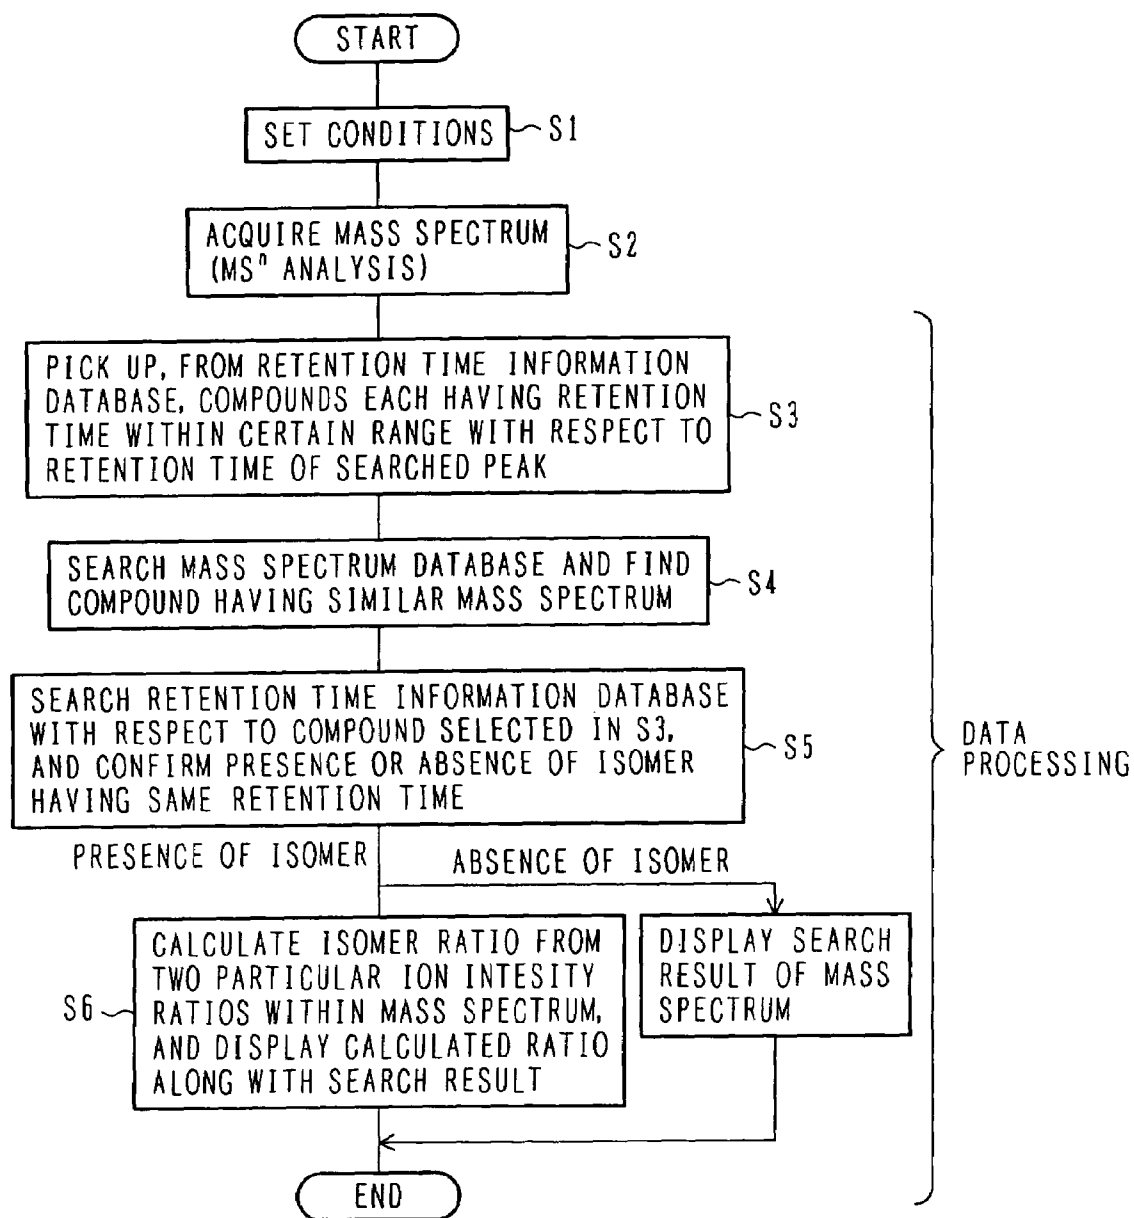 START
SET CONDITIONS
S1
ACQUIRE MASS SPECTRUM
(MSⁿ ANALYSIS)
S2
PICK UP, FROM RETENTION TIME INFORMATION
DATABASE, COMPOUNDS EACH HAVING RETENTION
TIME WITHIN CERTAIN RANGE WITH RESPECT TO
RETENTION TIME OF SEARCHED PEAK
S3
SEARCH MASS SPECTRUM DATABASE AND FIND
COMPOUND HAVING SIMILAR MASS SPECTRUM
S4
SEARCH RETENTION TIME INFORMATION DATABASE
WITH RESPECT TO COMPOUND SELECTED IN S3,
AND CONFIRM PRESENCE OR ABSENCE OF ISOMER
HAVING SAME RETENTION TIME
S5
DATA
PROCESSING
PRESENCE OF ISOMER
ABSENCE OF ISOMER
CALCULATE ISOMER RATIO FROM
TWO PARTICULAR ION INTESITY
RATIOS WITHIN MASS SPECTRUM,
AND DISPLAY CALCULATED RATIO
ALONG WITH SEARCH RESULT
S6
DISPLAY SEARCH
RESULT OF MASS
SPECTRUM
END